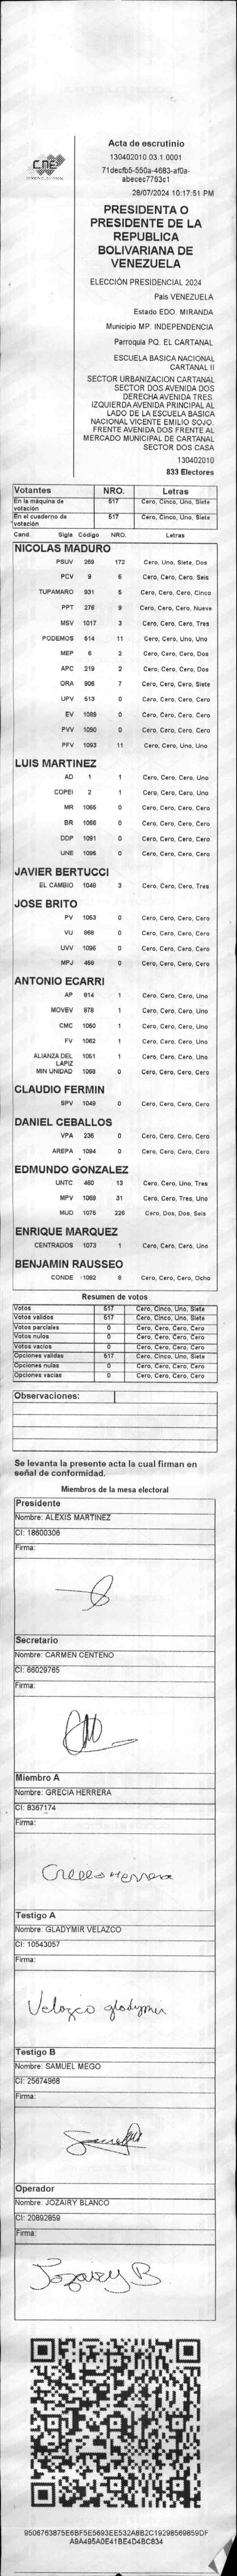 CNE
Acta de escrutinio
130402010.03.1.0001
71decfb5-550a-4683-af0a-
abecec7763c1
28/07/2024 10:17:51 PM
PRESIDENTA O
PRESIDENTE DE LA
REPUBLICA
BOLIVARIANA DE
VENEZUELA
ELECCIÓN PRESIDENCIAL 2024
País VENEZUELA
Estado EDO. MIRANDA
Municipio MP. INDEPENDENCIA
Parroquia PQ. EL CARTANAL
ESCUELA BASICA NACIONAL
CARTANAL II
SECTOR URBANIZACION CARTANAL
SECTOR DOS AVENIDA DOS
DERECHA AVENIDA TRES.
IZQUIERDA AVENIDA PRINCIPAL AL
LADO DE LA ESCUELA BASICA
NACIONAL VICENTE EMILIO SOJO.
FRENTE AVENIDA DOS FRENTE AL
MERCADO MUNICIPAL DE CARTANAL
SECTOR DOS CASA
130402010
833 Electores
Votantes NRO. Letras
En la máquina de votación 517 Cero, Cinco, Uno, Siete
En el cuaderno de votación 517 Cero, Cinco, Uno, Siete
Cand. Sigla Código NRO. Letras
NICOLAS MADURO
PSUV 269 172 Cero, Uno, Siete, Dos
PCV 9 6 Cero, Cero, Cero, Seis
TUPAMARO 931 5 Cero, Cero, Cero, Cinco
PPT 276 9 Cero, Cero, Cero, Nueve
MSV 1017 3 Cero, Cero, Cero, Tres
PODEMOS 514 11 Cero, Cero, Uno, Uno
MEP 6 2 Cero, Cero, Cero, Dos
APC 219 2 Cero, Cero, Cero, Dos
ORA 906 7 Cero, Cero, Cero, Siete
UPV 513 0 Cero, Cero, Cero, Cero
EV 1089 0 Cero, Cero, Cero, Cero
PVV 1090 0 Cero, Cero, Cero, Cero
PFV 1093 11 Cero, Cero, Uno, Uno
LUIS MARTINEZ
AD 1 1 Cero, Cero, Cero, Uno
COPEI 2 1 Cero, Cero, Cero, Uno
MR 1065 0 Cero, Cero, Cero, Cero
BR 1066 0 Cero, Cero, Cero, Cero
DDP 1091 0 Cero, Cero, Cero, Cero
UNE 1095 0 Cero, Cero, Cero, Cero
JAVIER BERTUCCI
EL CAMBIO 1048 3 Cero, Cero, Cero, Tres
JOSE BRITO
PV 1053 0 Cero, Cero, Cero, Cero
VU 868 0 Cero, Cero, Cero, Cero
UVV 1096 0 Cero, Cero, Cero, Cero
MPJ 458 0 Cero, Cero, Cero, Cero
ANTONIO ECARRI
AP 814 1 Cero, Cero, Cero, Uno
MOVEV 878 1 Cero, Cero, Cero, Uno
CMC 1050 1 Cero, Cero, Cero, Uno
FV 1062 1 Cero, Cero, Cero, Uno
ALIANZA DEL LAPIZ 1051 1 Cero, Cero, Cero, Uno
MIN UNIDAD 1088 0 Cero, Cero, Cero, Cero
CLAUDIO FERMIN
SPV 1049 0 Cero, Cero, Cero, Cero
DANIEL CEBALLOS
VPA 236 0 Cero, Cero, Cero, Cero
AREPA 1094 0 Cero, Cero, Cero, Cero
EDMUNDO GONZALEZ
UNTC 460 13 Cero, Cero, Uno, Tres
MPV 1069 31 Cero, Cero, Tres, Uno
MUD 1075 226 Cero, Dos, Dos, Seis
ENRIQUE MARQUEZ
CENTRADOS 1073 1 Cero, Cero, Cero, Uno
BENJAMIN RAUSSEO
CONDE 1092 8 Cero, Cero, Cero, Ocho
Resumen de votos
Votos 517 Cero, Cinco, Uno, Siete
Votos validos 517 Cero, Cinco, Uno, Siete
Votos parciales 0 Cero, Cero, Cero, Cero
Votos nulos 0 Cero, Cero, Cero, Cero
Votos vacios 0 Cero, Cero, Cero, Cero
Opciones validas 517 Cero, Cinco, Uno, Siete
Opciones nulas 0 Cero, Cero, Cero, Cero
Opciones vacias 0 Cero, Cero, Cero, Cero
Observaciones:
Se levanta la presente acta la cual firman en
señal de conformidad.
Miembros de la mesa electoral
Presidente
Nombre: ALEXIS MARTINEZ
CI: 18600306
Firma:
Secretario
Nombre: CARMEN CENTENO
CI: 66029765
Firma:
Miembro A
Nombre: GRECIA HERRERA
CI: 8367174
Firma:
Testigo A
Nombre: GLADYMIR VELAZCO
CI: 10543057
Firma:
Velazco gladymir
Testigo B
Nombre: SAMUEL MEGO
CI: 25674968
Firma:
Operador
Nombre: JOZAIRY BLANCO
CI: 20892859
Firma:
Jozairy B
9506763875E6BF5E5693EE532A8B2C19298569859DF
A9A495A0E41BE4D4BC834